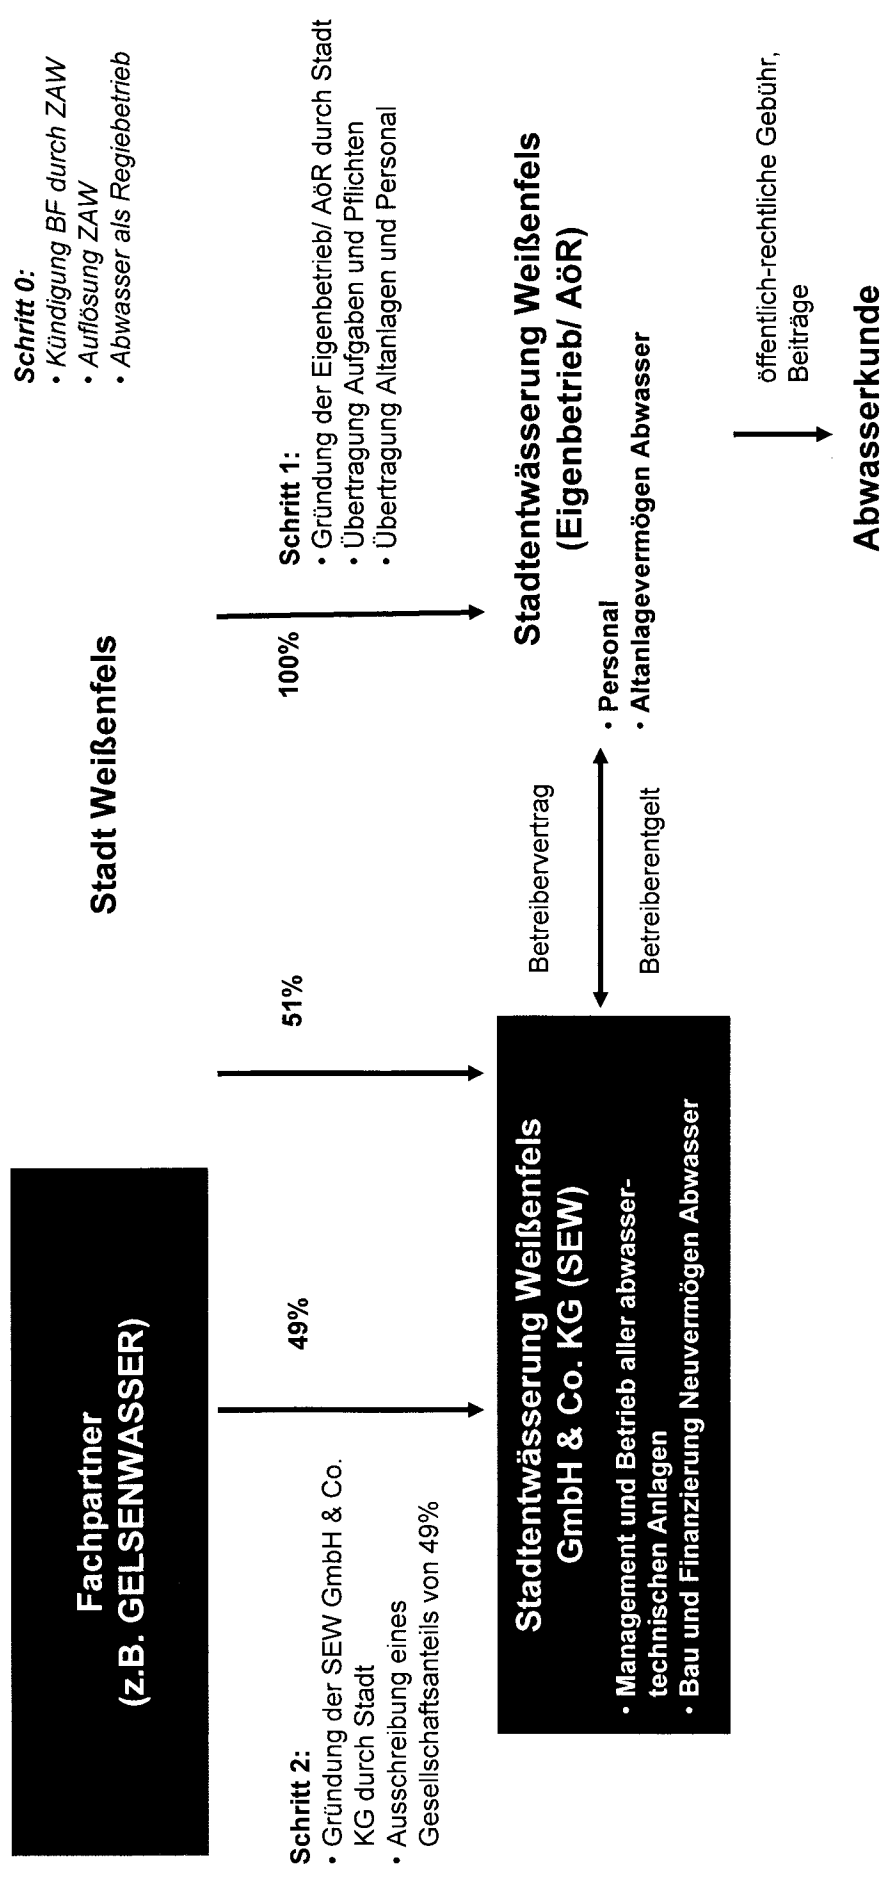 Schritt 0:
• Kündigung BF durch ZAW
• Auflösung ZAW
• Abwasser als Regiebetrieb
Fachpartner
(z.B. GELSENWASSER)
Stadt Weißenfels
Schritt 2:
• Gründung der SEW GmbH & Co.
KG durch Stadt
• Ausschreibung eines
Gesellschaftsanteils von 49%
49%
51%
100%
Schritt 1:
• Gründung der Eigenbetrieb/ AöR durch Stadt
• Übertragung Aufgaben und Pflichten
• Übertragung Altanlagen und Personal
Stadtentwässerung Weißenfels
GmbH & Co. KG (SEW)
• Management und Betrieb aller abwasser-
technischen Anlagen
• Bau und Finanzierung Neuvermögen Abwasser
Betreibervertrag
Betreiberentgelt
Stadtentwässerung Weißenfels
(Eigenbetrieb/ AöR)
• Personal
• Altanlagevermögen Abwasser
öffentlich-rechtliche Gebühr,
Beiträge
Abwasserkunde